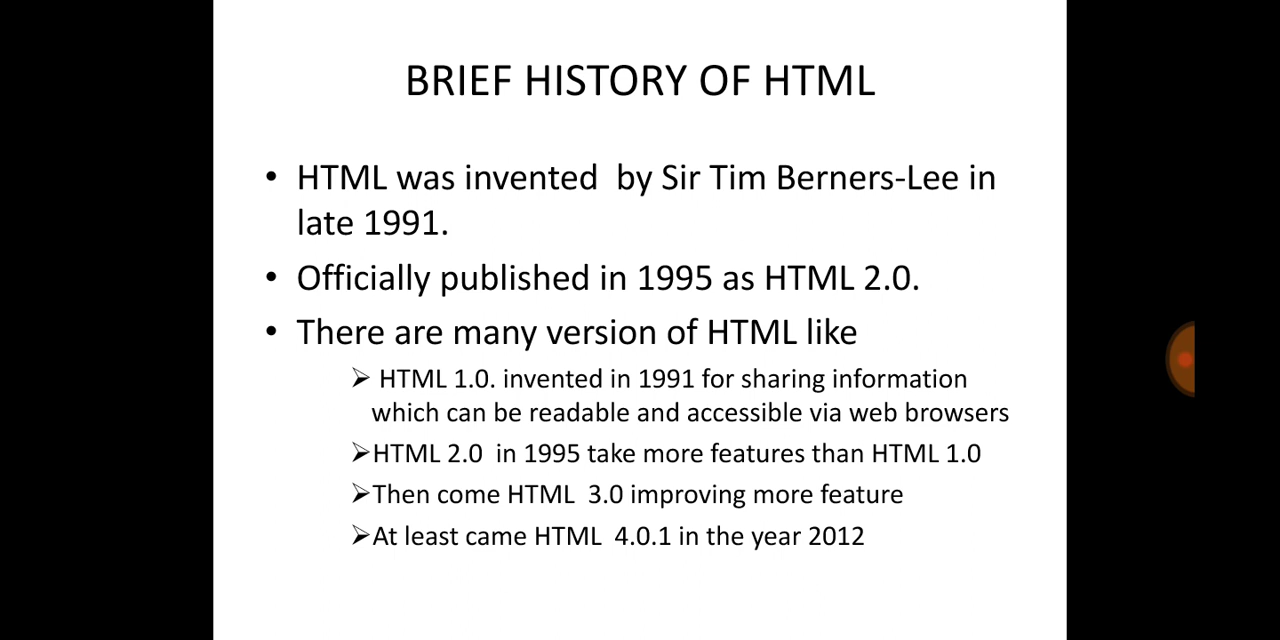 BRIEF HISTORY OF HTML
• HTML was invented  by Sir Tim Berners-Lee in
late 1991.
• Officially published in 1995 as HTML 2.0.
• There are many version of HTML like
➢ HTML 1.0. invented in 1991 for sharing information
which can be readable and accessible via web browsers
➢HTML 2.0  in 1995 take more features than HTML 1.0
➢Then come HTML  3.0 improving more feature
➢At least came HTML  4.0.1 in the year 2012